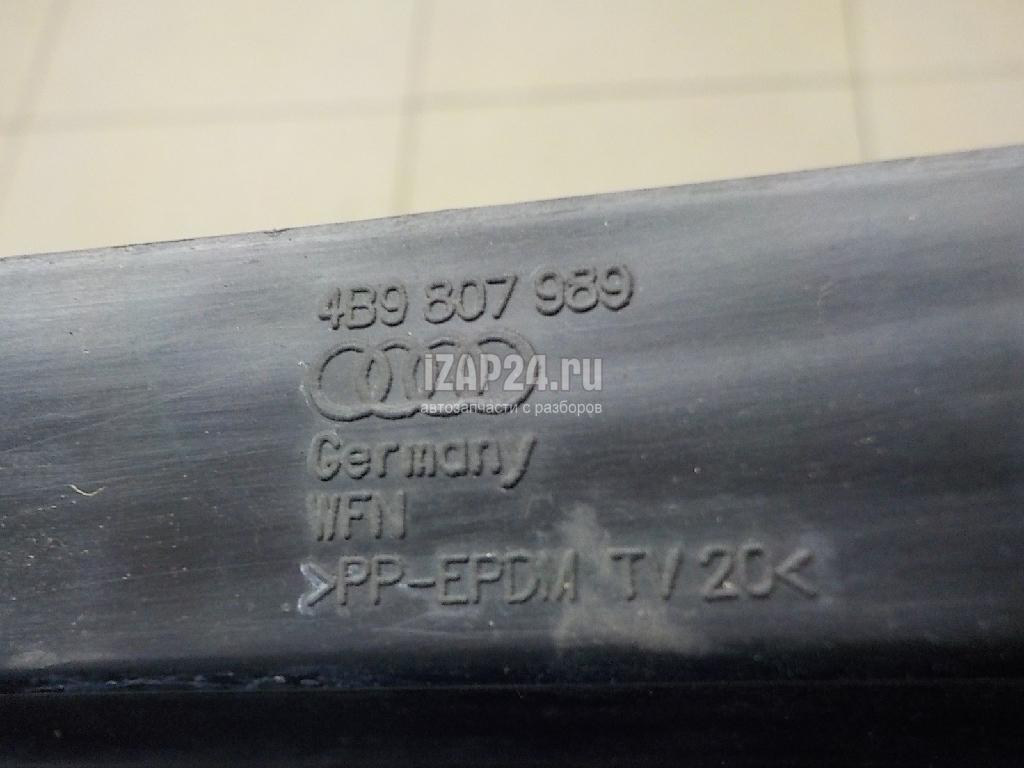 4B9 807 989
iZAP24.ru
автозапчасти с разборов
Germany
WFN
>PP-EPDM TV 20<